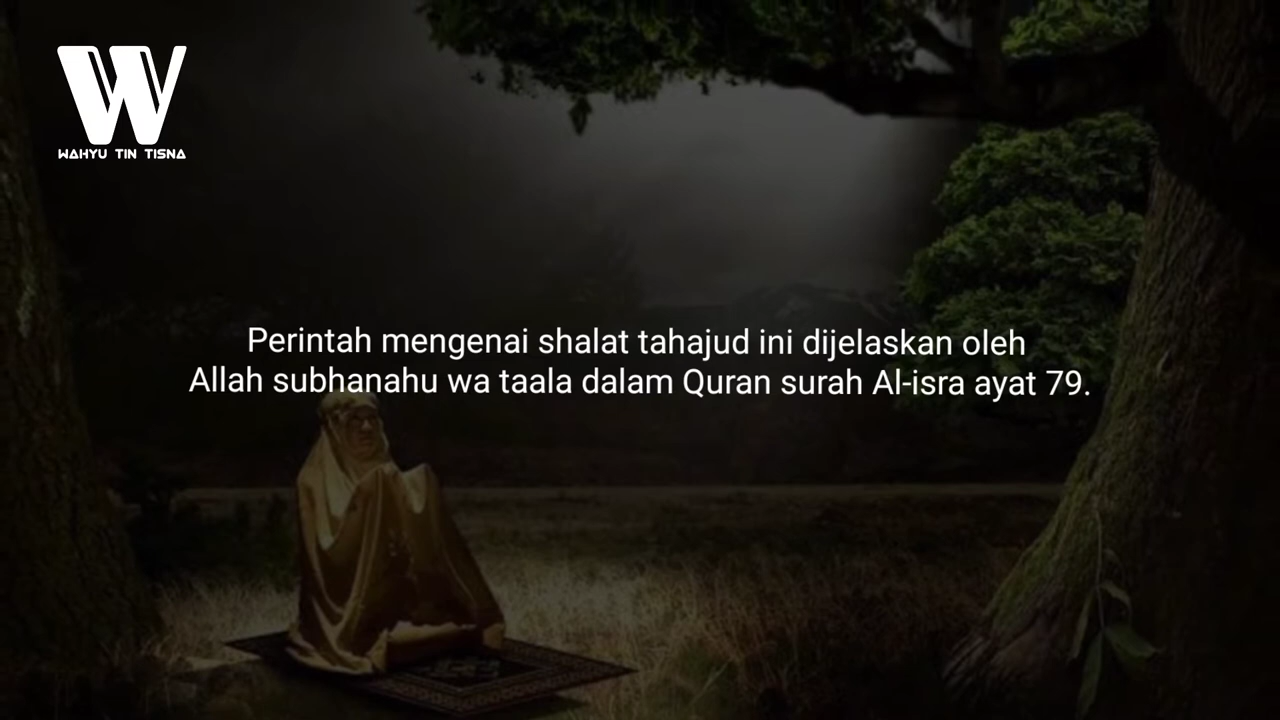 WAHYU TIN TISNA
Perintah mengenai shalat tahajud ini dijelaskan oleh
Allah subhanahu wa taala dalam Quran surah Al-isra ayat 79.